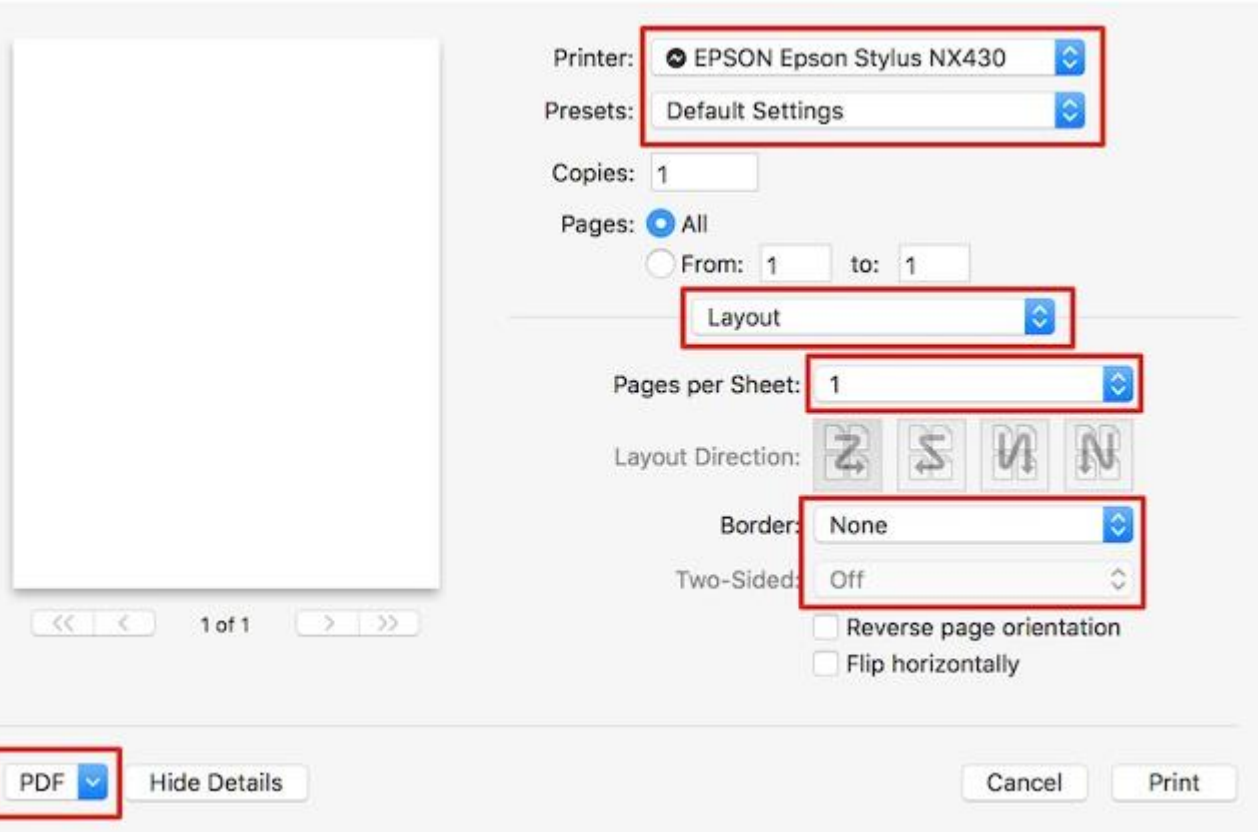 Printer: EPSON Epson Stylus NX430
Presets: Default Settings
Copies: 1
Pages: All
From: 1 to: 1
Layout
Pages per Sheet: 1
Layout Direction:
Border: None
Two-Sided: Off
Reverse page orientation
Flip horizontally
<< < 1 of 1 > >>
PDF Hide Details Cancel Print